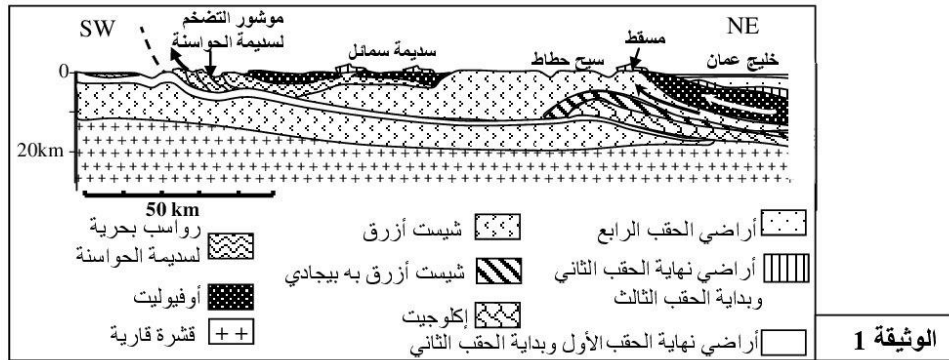 SW
موشور التضخم
لسديمة الحواسنة
سديمة سمائل
سيح حطاط
مسقط
NE
خليج عمان
0
20km
50 km
أراضي الحقب الرابع
شيست أزرق
رواسب بحرية
لسديمة الحواسنة
أراضي نهاية الحقب الثاني
وبداية الحقب الثالث
شيست أزرق به بيجادي
أوفيوليت
إكلوجيت
قشرة قارية
أراضي نهاية الحقب الأول وبداية الحقب الثاني
الوثيقة 1